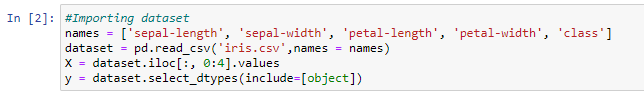 In [2]: #Importing dataset
names = ['sepal-length', 'sepal-width', 'petal-length', 'petal-width', 'class']
dataset = pd.read_csv('iris.csv',names = names)
X = dataset.iloc[:, 0:4].values
y = dataset.select_dtypes(include=[object])